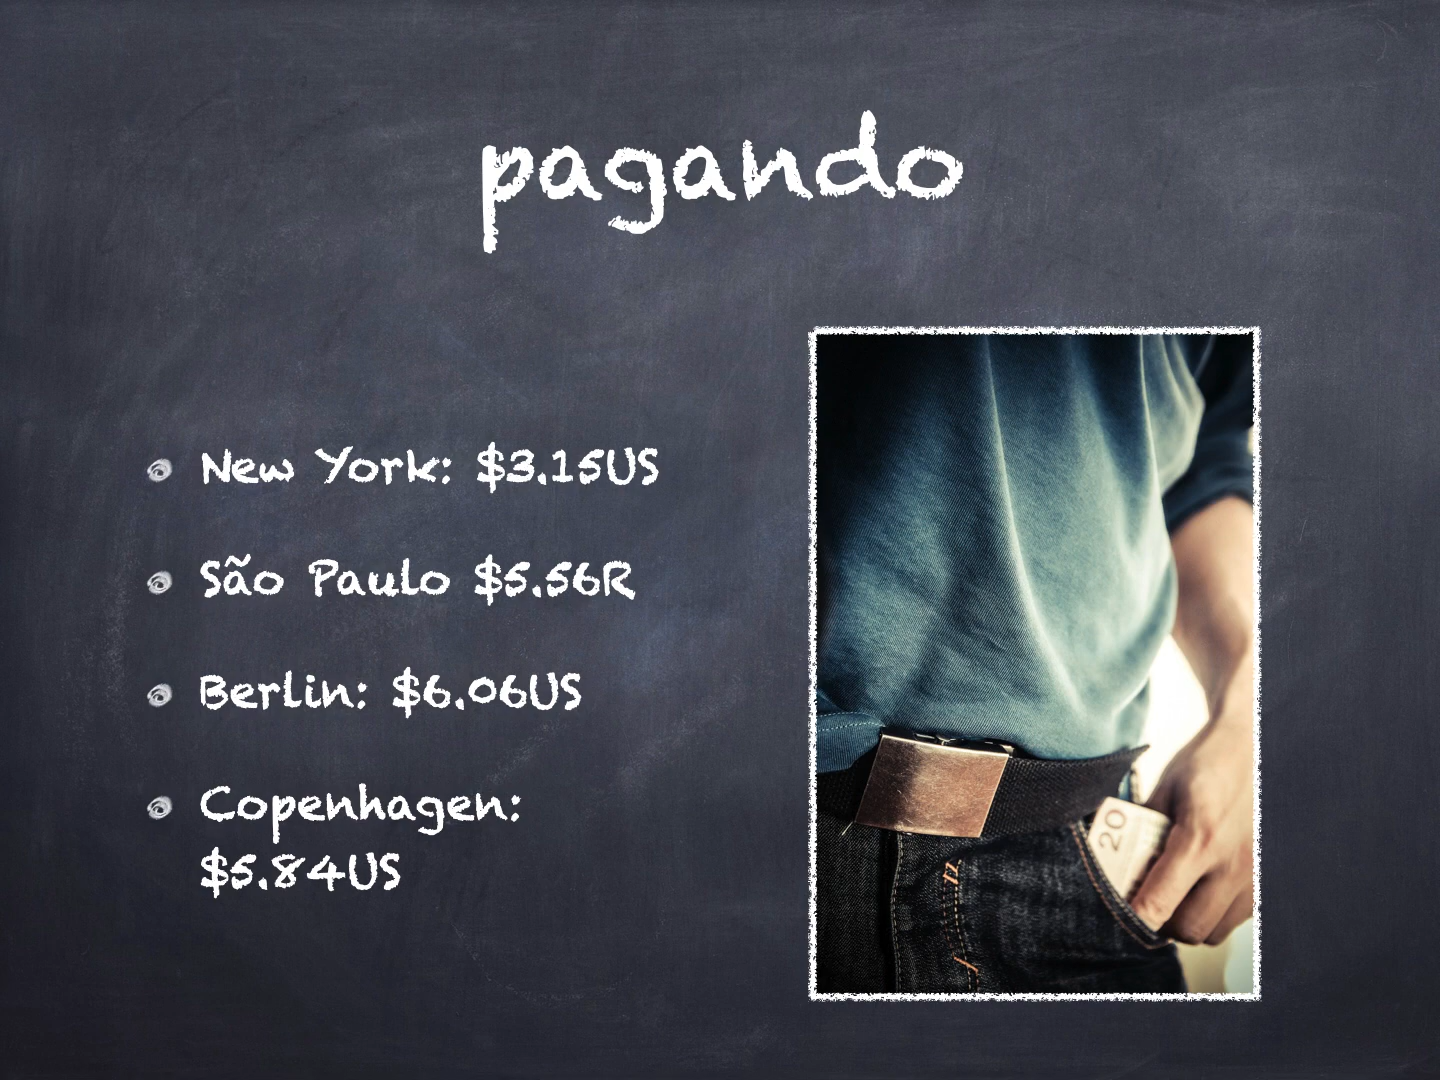 pagando
New York: $3.15US
São Paulo $5.56R
Berlin: $6.06US
Copenhagen:
$5.84US
20